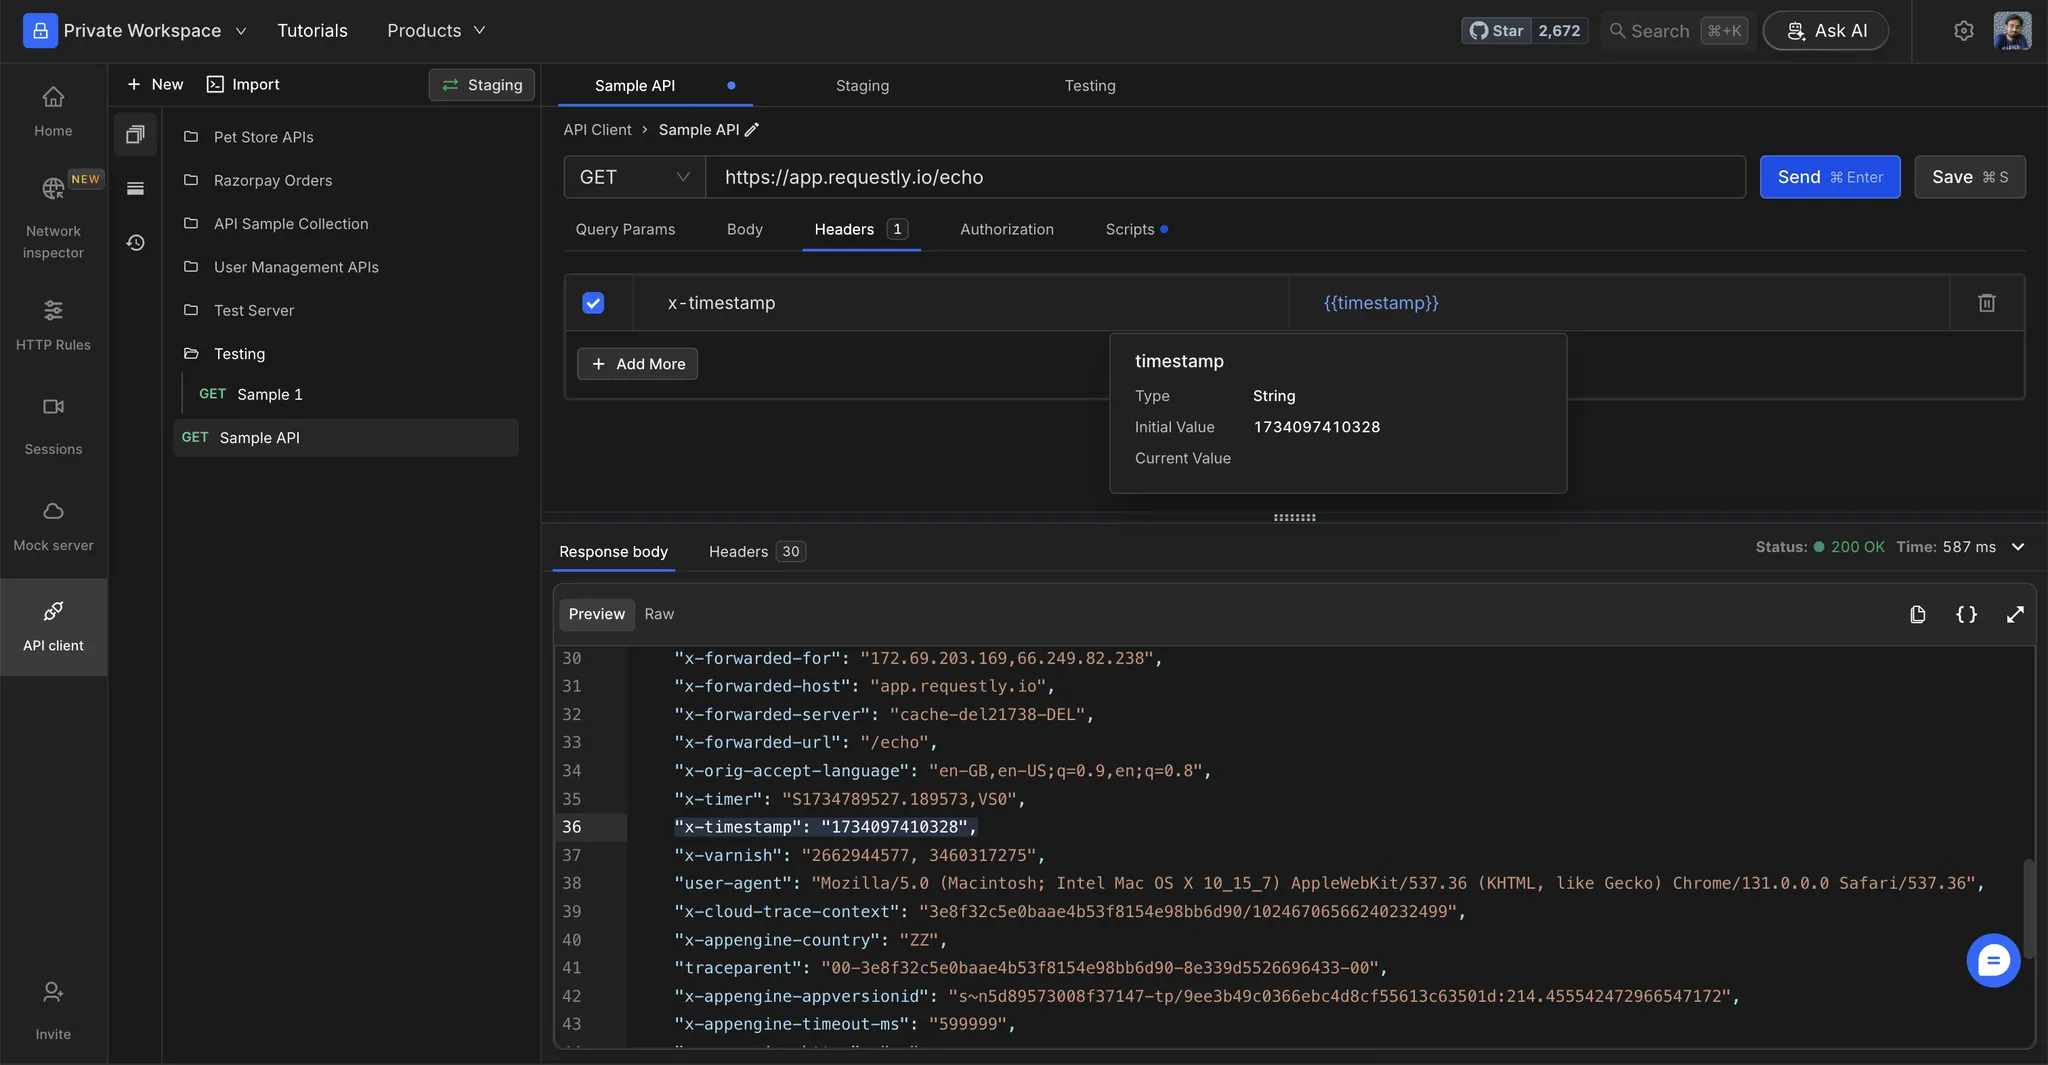 Private Workspace
Tutorials
Products
Star 2,672
Search ⌘+K
Ask AI
Home
NEW
Network
inspector
HTTP Rules
Sessions
Mock server
API client
Invite
+ New
Import
Staging
Pet Store APIs
Razorpay Orders
API Sample Collection
User Management APIs
Test Server
Testing
GET Sample 1
GET Sample API
Sample API
Staging
Testing
API Client › Sample API
GET
https://app.requestly.io/echo
Send ⌘ Enter
Save ⌘ S
Query Params
Body
Headers 1
Authorization
Scripts
x-timestamp
{{timestamp}}
+ Add More
timestamp
Type String
Initial Value 1734097410328
Current Value
Response body
Headers 30
Status: 200 OK Time: 587 ms
Preview
Raw
{}
30 "x-forwarded-for": "172.69.203.169,66.249.82.238",
31 "x-forwarded-host": "app.requestly.io",
32 "x-forwarded-server": "cache-del21738-DEL",
33 "x-forwarded-url": "/echo",
34 "x-orig-accept-language": "en-GB,en-US;q=0.9,en;q=0.8",
35 "x-timer": "S1734789527.189573,VS0",
36 "x-timestamp": "1734097410328",
37 "x-varnish": "2662944577, 3460317275",
38 "user-agent": "Mozilla/5.0 (Macintosh; Intel Mac OS X 10_15_7) AppleWebKit/537.36 (KHTML, like Gecko) Chrome/131.0.0.0 Safari/537.36",
39 "x-cloud-trace-context": "3e8f32c5e0baae4b53f8154e98bb6d90/10246706566240232499",
40 "x-appengine-country": "ZZ",
41 "traceparent": "00-3e8f32c5e0baae4b53f8154e98bb6d90-8e339d5526696433-00",
42 "x-appengine-appversionid": "s~n5d89573008f37147-tp/9ee3b49c0366ebc4d8cf55613c63501d:214.455542472966547172",
43 "x-appengine-timeout-ms": "599999",